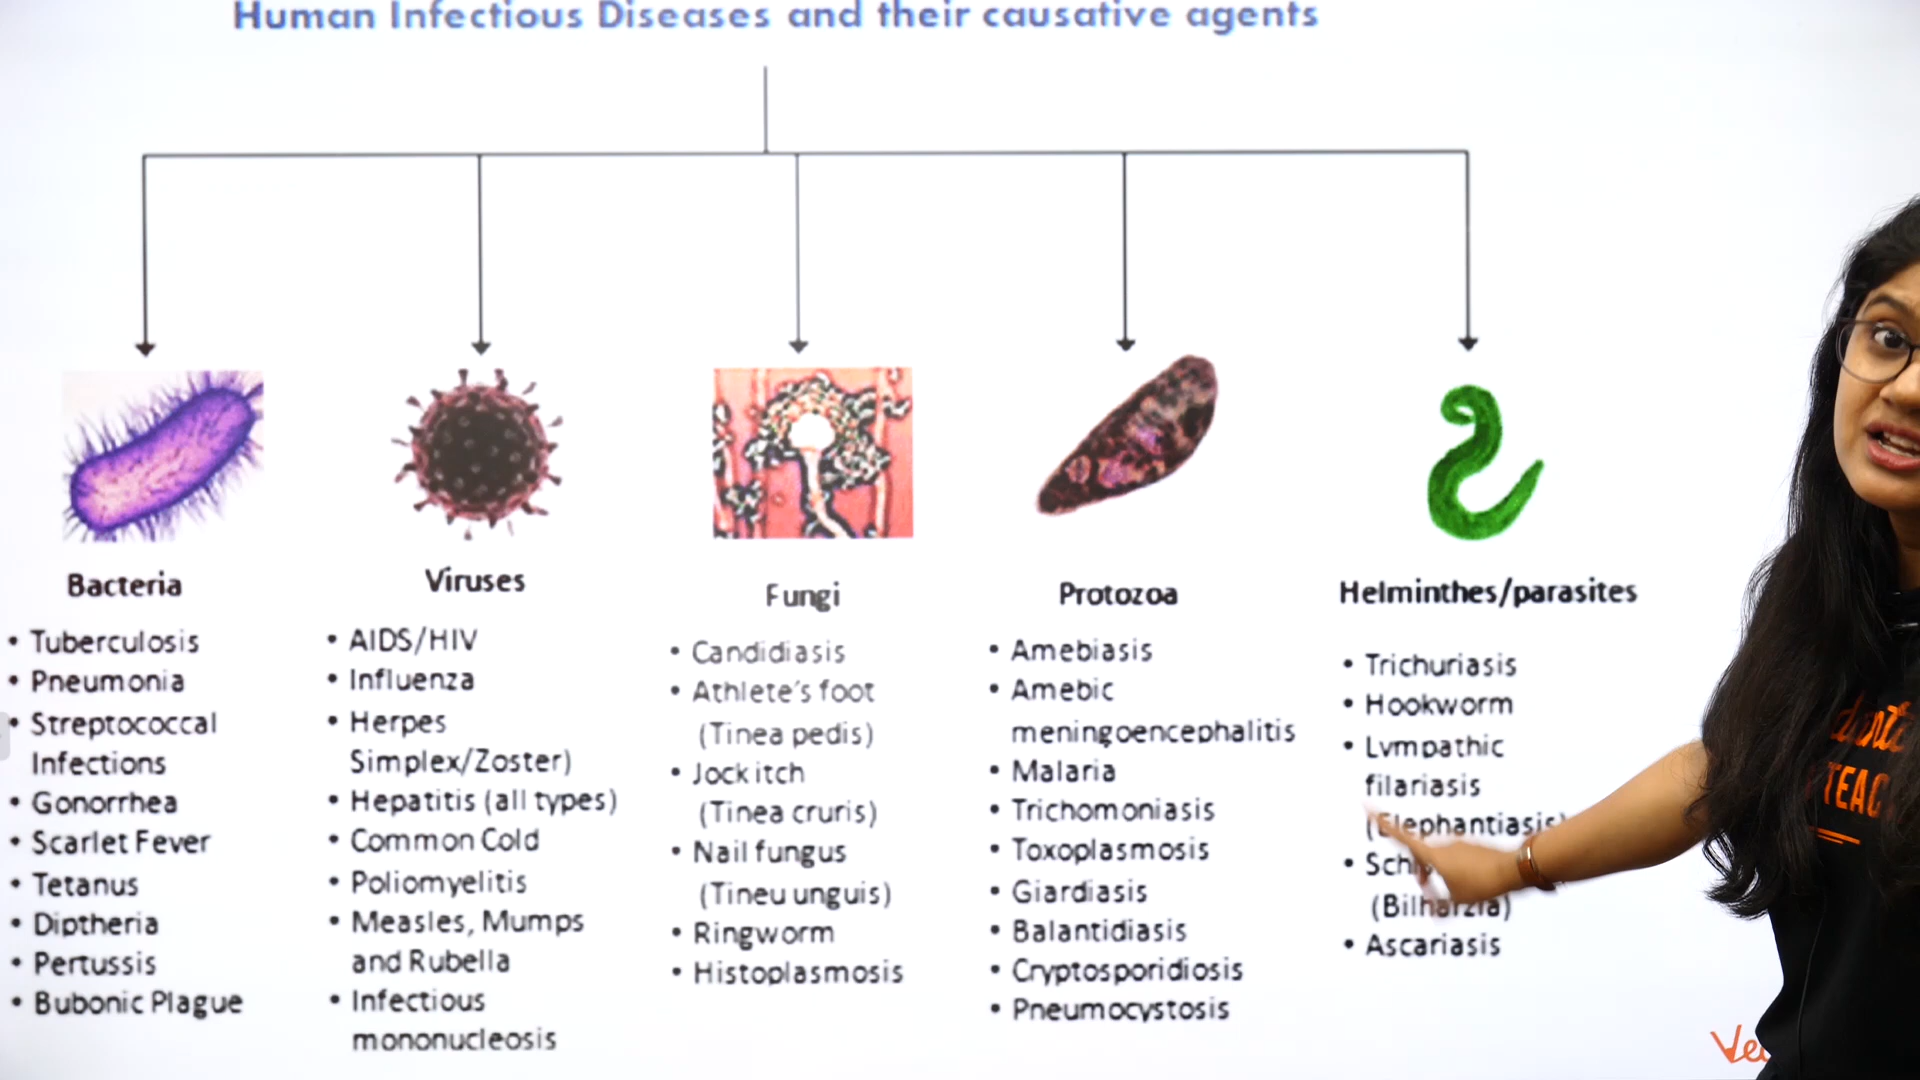 Human Infectious Diseases and their causative agents
Bacteria
• Tuberculosis
• Pneumonia
• Streptococcal
Infections
• Gonorrhea
• Scarlet Fever
• Tetanus
• Diptheria
• Pertussis
• Bubonic Plague
Viruses
• AIDS/HIV
• Influenza
• Herpes
Simplex/Zoster)
• Hepatitis (all types)
• Common Cold
• Poliomyelitis
• Measles, Mumps
and Rubella
• Infectious
mononucleosis
Fungi
• Candidiasis
• Athlete's foot
(Tinea pedis)
• Jock itch
(Tinea cruris)
• Nail fungus
(Tineu unguis)
• Ringworm
• Histoplasmosis
Protozoa
• Amebiasis
• Amebic
meningoencephalitis
• Malaria
• Trichomoniasis
• Toxoplasmosis
• Giardiasis
• Balantidiasis
• Cryptosporidiosis
• Pneumocystosis
Helminthes/parasites
• Trichuriasis
• Hookworm
• Lympathic
filariasis
(Elephantiasis)
(Bilharzia)
• Ascariasis